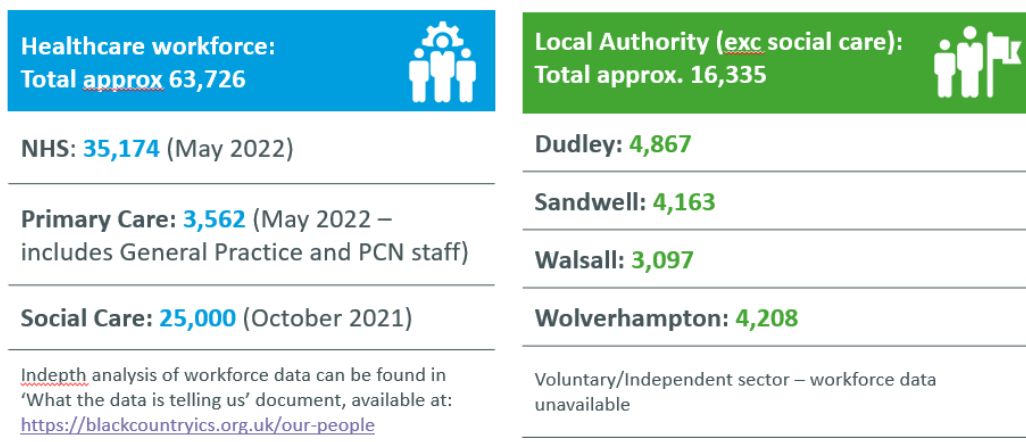 Healthcare workforce:
Total approx 63,726
NHS: 35,174 (May 2022)
Primary Care: 3,562 (May 2022 –
includes General Practice and PCN staff)
Social Care: 25,000 (October 2021)
Indepth analysis of workforce data can be found in
‘What the data is telling us’ document, available at:
https://blackcountryics.org.uk/our-people
Local Authority (exc social care):
Total approx. 16,335
Dudley: 4,867
Sandwell: 4,163
Walsall: 3,097
Wolverhampton: 4,208
Voluntary/Independent sector – workforce data
unavailable